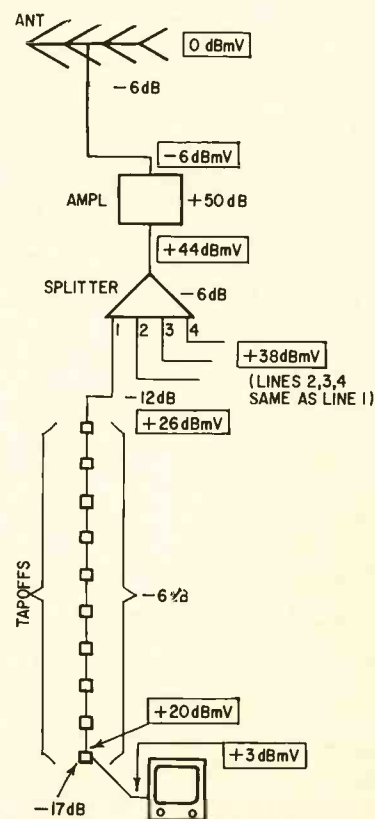 ANT
0 dBmV
-6dB
-6dBmV
AMPL
+50dB
+44dBmV
SPLITTER
-6dB
1 2 3 4
+38dBmV
(LINES 2,3,4
SAME AS LINE 1)
-12dB
+26dBmV
TAPOFFS
-6dB
+20dBmV
+3dBmV
-17dB